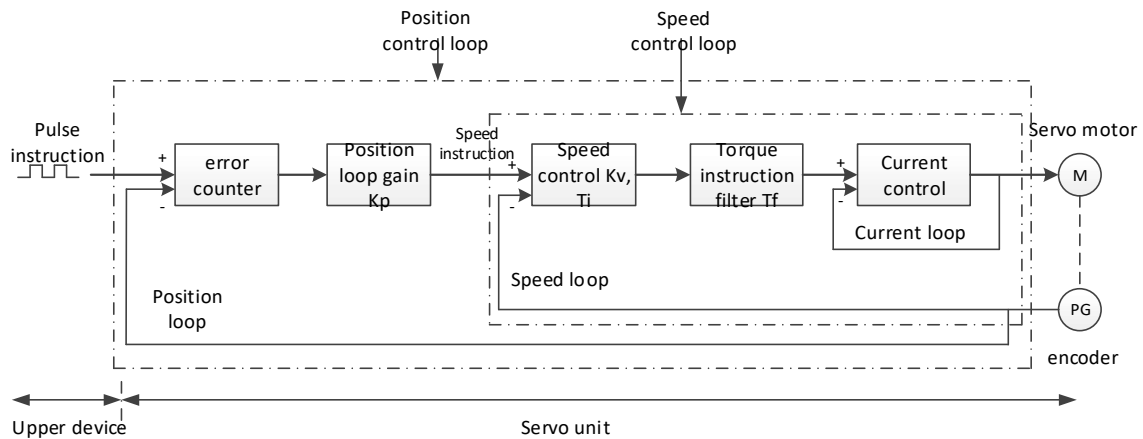 Position
control loop
Speed
control loop
Pulse
instruction
Servo motor
+
error
counter
-
Position
loop gain
Kp
Speed
instruction
+
Speed
control Kv,
Ti
-
Torque
instruction
filter Tf
+
Current
control
-
M
Current loop
Speed loop
Position
loop
PG
encoder
Upper device
Servo unit